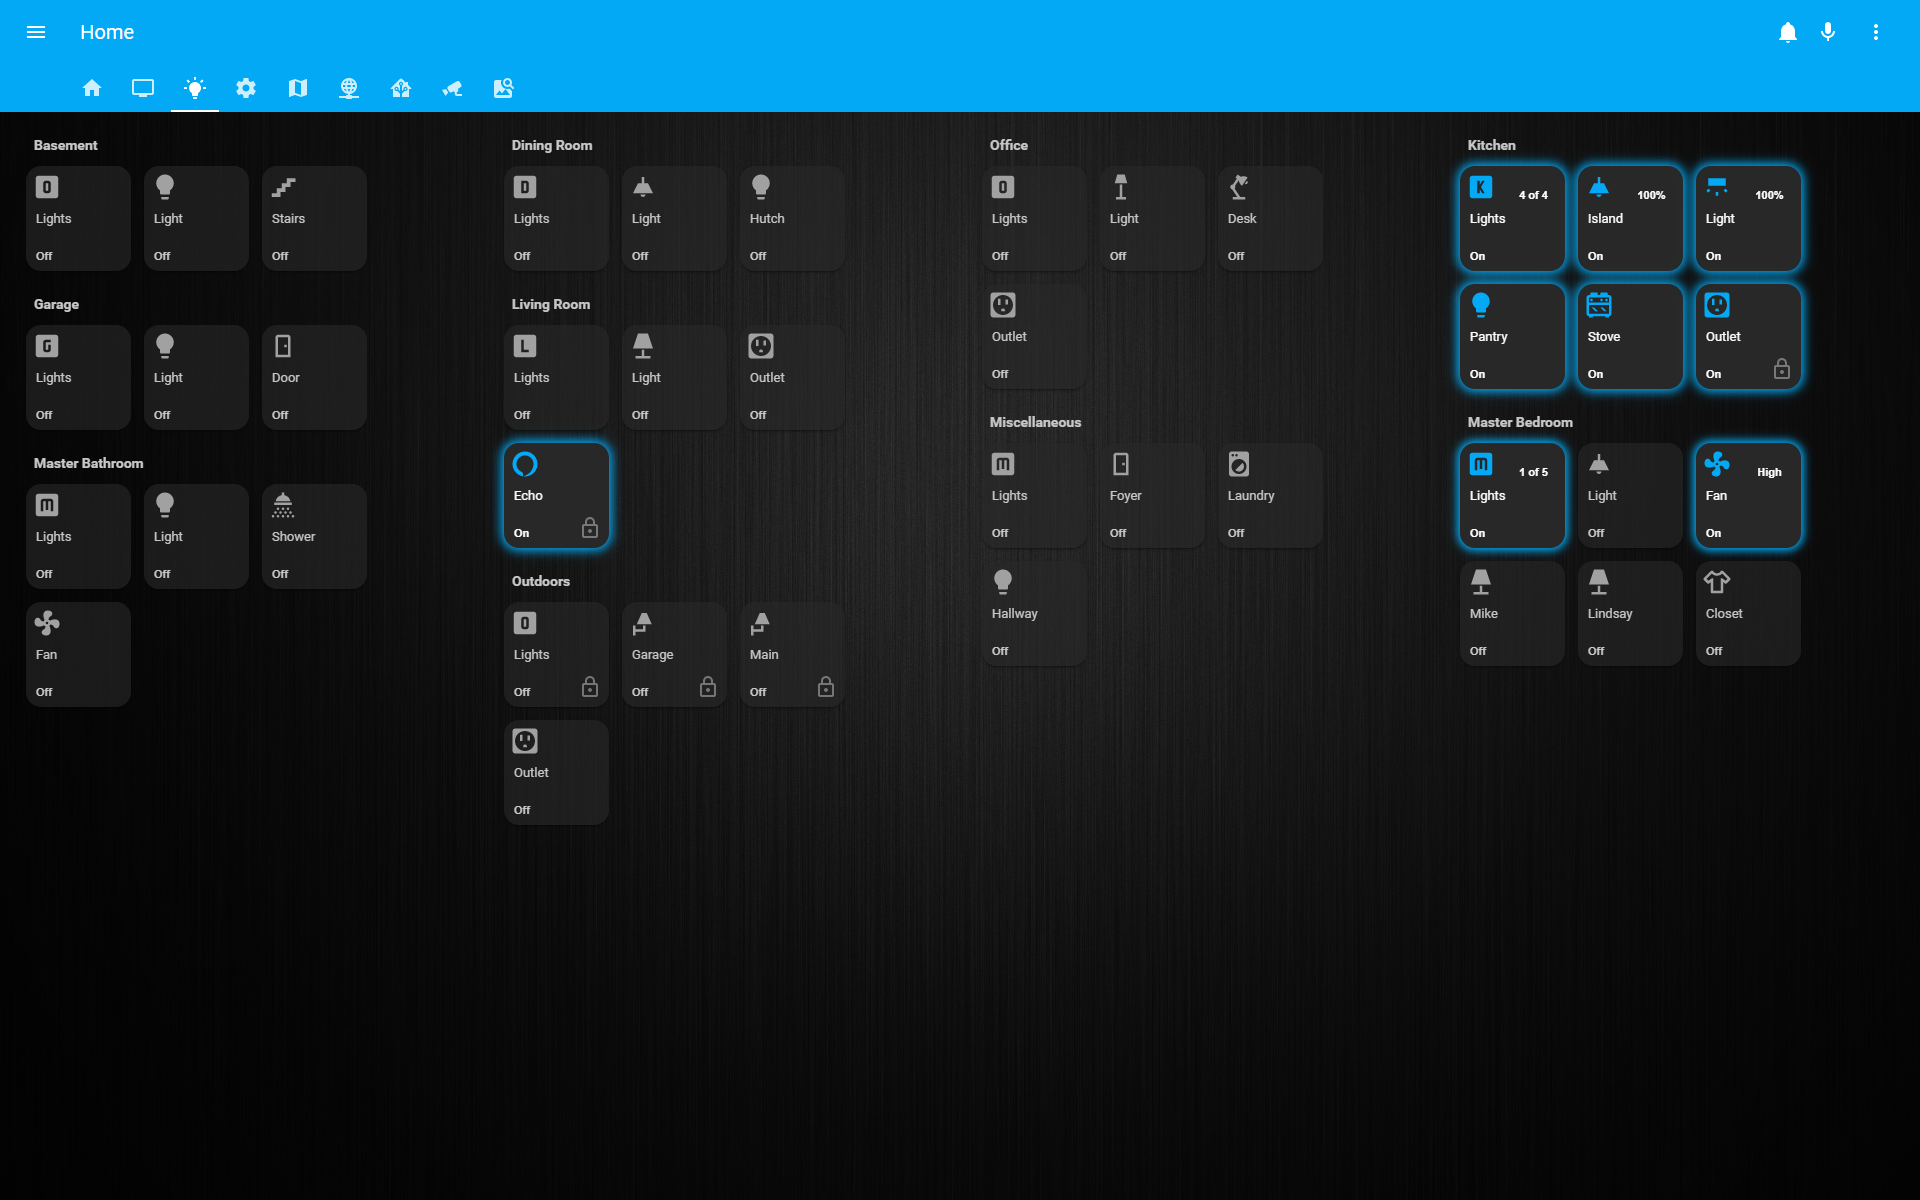 Home
Basement
O
Lights
Off
Light
Off
Stairs
Off
Garage
G
Lights
Off
Light
Off
Door
Off
Master Bathroom
M
Lights
Off
Light
Off
Shower
Off
Fan
Off
Dining Room
D
Lights
Off
Light
Off
Hutch
Off
Living Room
L
Lights
Off
Light
Off
Outlet
Off
Echo
On
Outdoors
O
Lights
Off
Garage
Off
Main
Off
Outlet
Off
Office
O
Lights
Off
Light
Off
Desk
Off
Outlet
Off
Miscellaneous
M
Lights
Off
Foyer
Off
Laundry
Off
Hallway
Off
Kitchen
K
4 of 4
Lights
On
100%
Island
On
100%
Light
On
Pantry
On
Stove
On
Outlet
On
Master Bedroom
M
1 of 5
Lights
On
Light
Off
High
Fan
On
Mike
Off
Lindsay
Off
Closet
Off